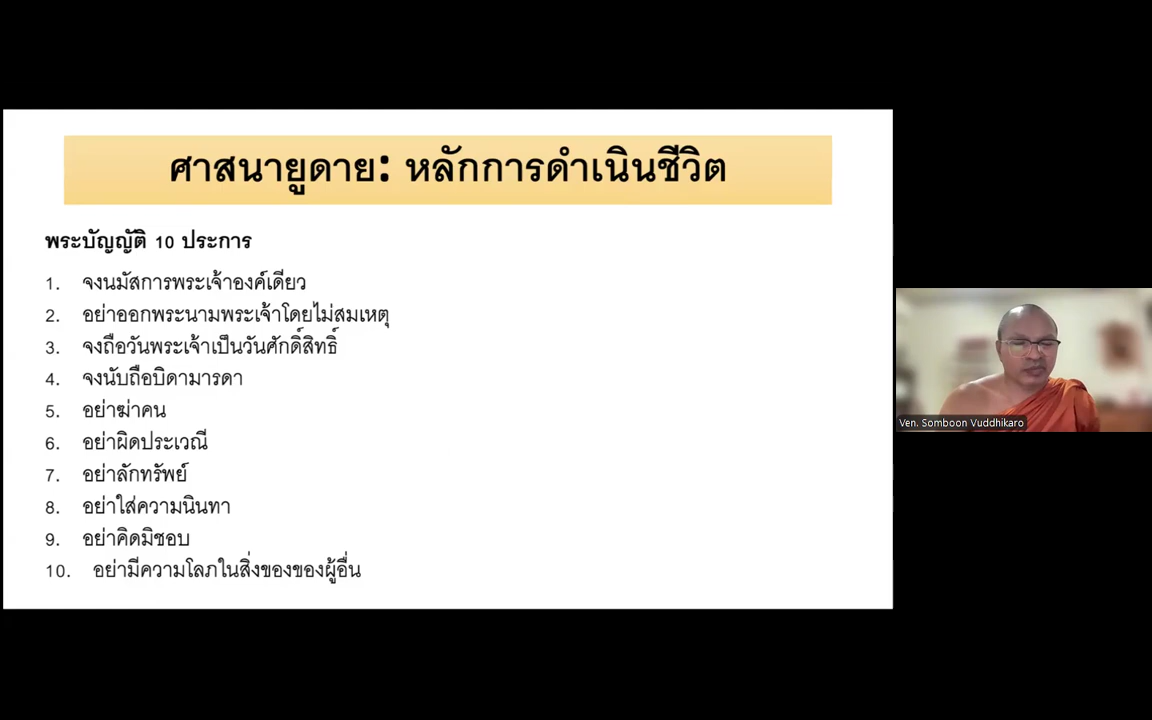 ศาสนายูดาย: หลักการดำเนินชีวิต
พระบัญญัติ 10 ประการ
1. จงนมัสการพระเจ้าองค์เดียว
2. อย่าออกพระนามพระเจ้าโดยไม่สมเหตุ
3. จงถือวันพระเจ้าเป็นวันศักดิ์สิทธิ์
4. จงนับถือบิดามารดา
5. อย่าฆ่าคน
6. อย่าผิดประเวณี
7. อย่าลักทรัพย์
8. อย่าใส่ความนินทา
9. อย่าคิดมิชอบ
10. อย่ามีความโลภในสิ่งของของผู้อื่น
Ven. Somboon Vuddhikaro